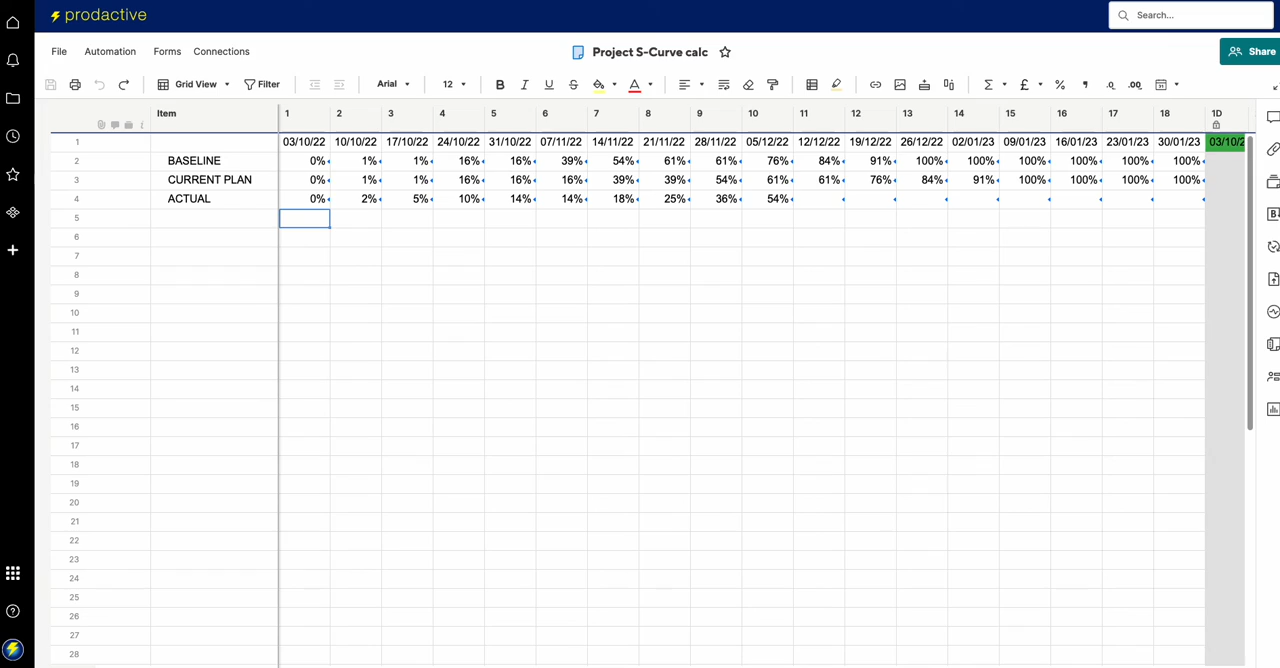 prodactive
Search...
File Automation Forms Connections
Project S-Curve calc
Share
Grid View Filter Arial 12 B I U S A Σ £ % .0 .00
Item 1 2 3 4 5 6 7 8 9 10 11 12 13 14 15 16 17 18 1D
1 03/10/22 10/10/22 17/10/22 24/10/22 31/10/22 07/11/22 14/11/22 21/11/22 28/11/22 05/12/22 12/12/22 19/12/22 26/12/22 02/01/23 09/01/23 16/01/23 23/01/23 30/01/23 03/10/2
2 BASELINE 0% 1% 1% 16% 16% 39% 54% 61% 61% 76% 84% 91% 100% 100% 100% 100% 100% 100%
3 CURRENT PLAN 0% 1% 1% 16% 16% 16% 39% 39% 54% 61% 61% 76% 84% 91% 100% 100% 100% 100%
4 ACTUAL 0% 2% 5% 10% 14% 14% 18% 25% 36% 54%
5
6
7
8
9
10
11
12
13
14
15
16
17
18
19
20
21
22
23
24
25
26
27
28